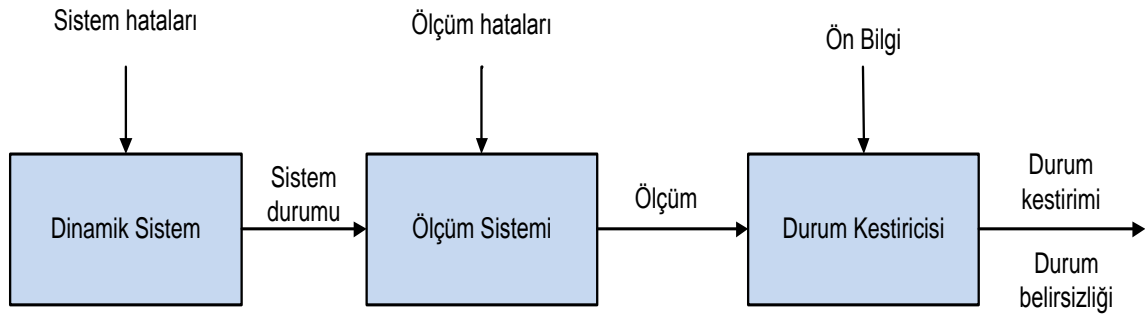 Sistem hataları
Ölçüm hataları
Ön Bilgi
Dinamik Sistem
Sistem
durumu
Ölçüm Sistemi
Ölçüm
Durum Kestiricisi
Durum
kestirimi
Durum
belirsizliği